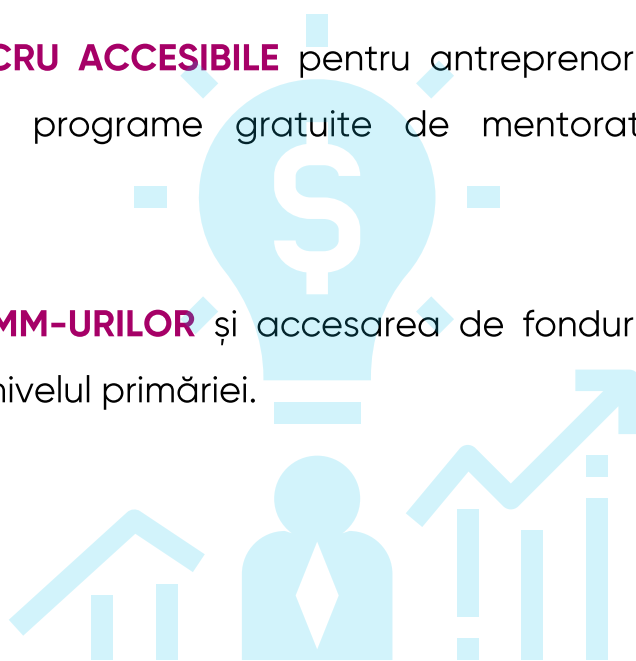 CRU ACCESIBILE pentru antreprenor
programe gratuite de mentorat
MM-URILOR și accesarea de fondur
nivelul primăriei.
$